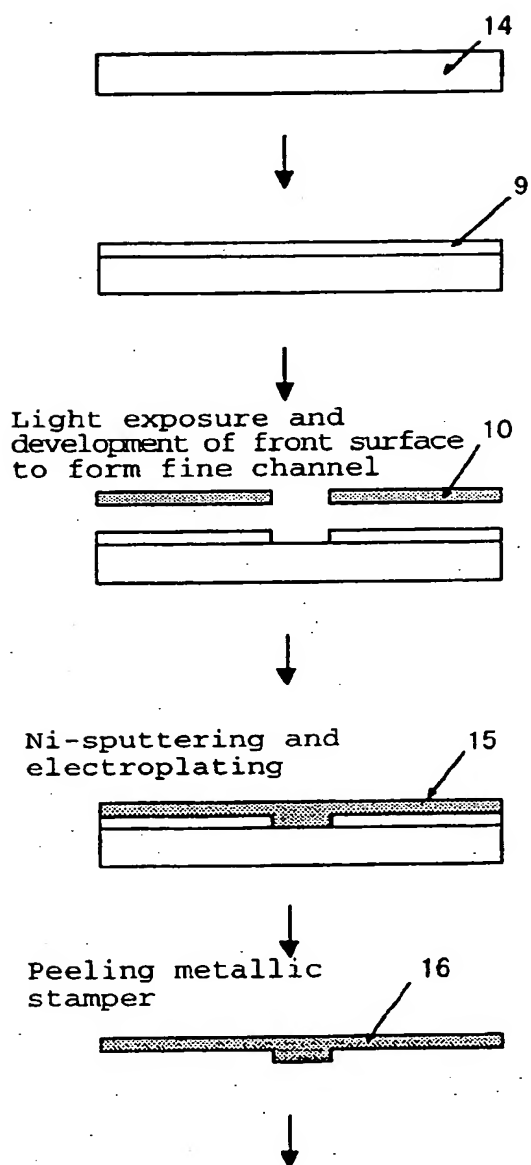 14
9
Light exposure and
development of front surface
to form fine channel
10
Ni-sputtering and
electroplating
15
Peeling metallic
stamper
16